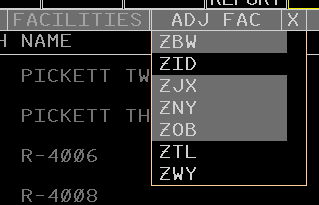 REPORT
FACILITIES ADJ FAC X
H NAME ZBW
ZID
PICKETT TW ZJX
ZNY
PICKETT TH ZOB
R-4006 ZTL
ZWY
R-4008